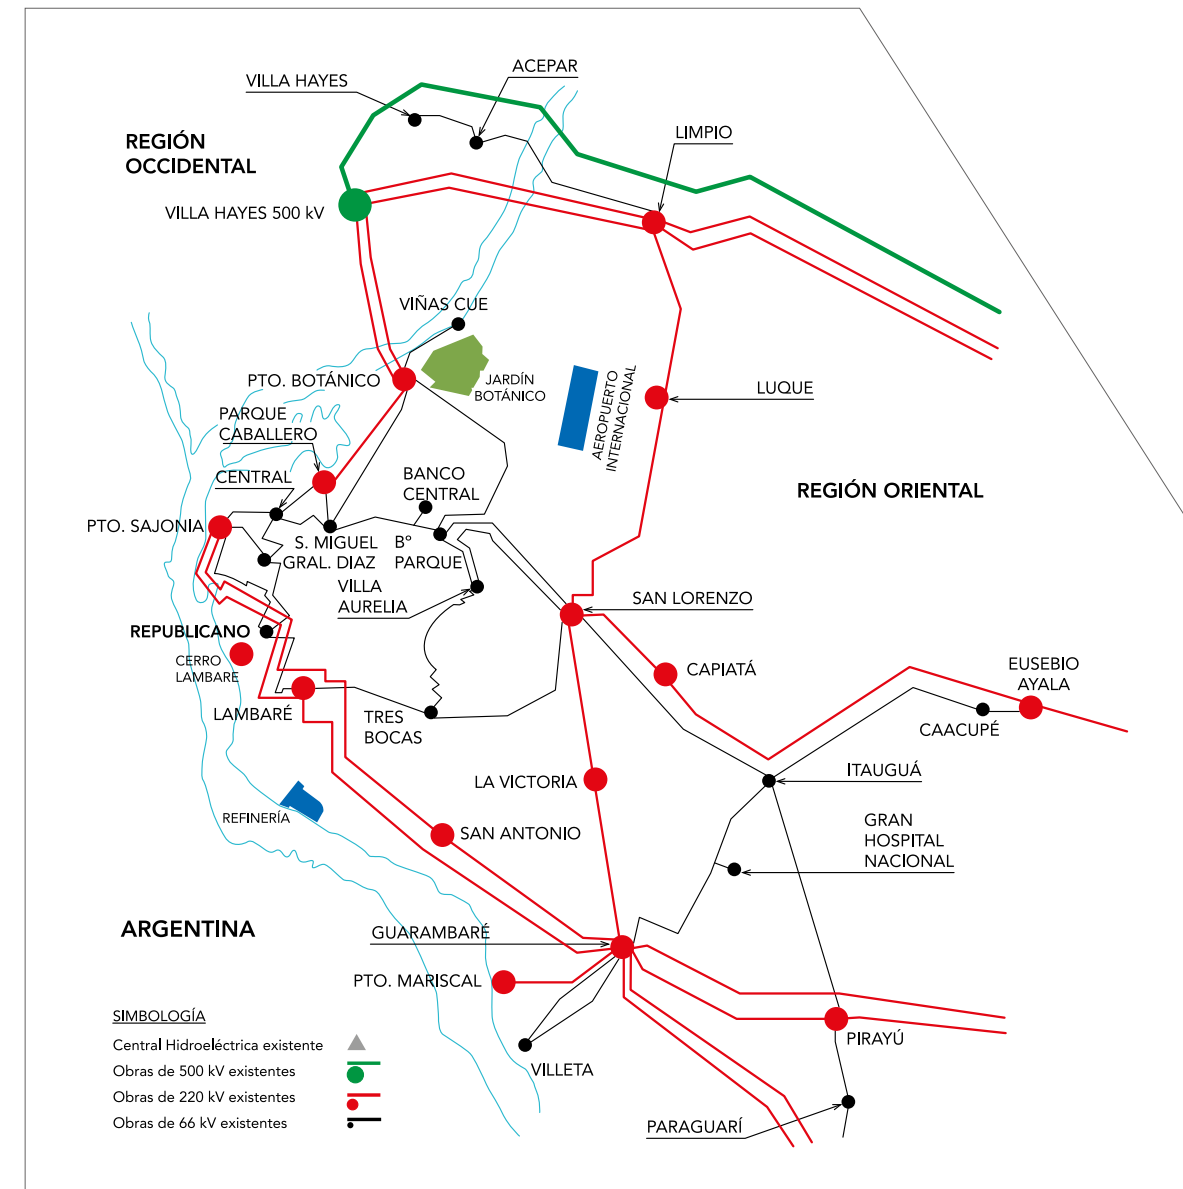 ACEPAR
VILLA HAYES
REGIÓN
OCCIDENTAL
LIMPIO
VILLA HAYES 500 kV
VIÑAS CUE
PTO. BOTÁNICO
JARDÍN
BOTÁNICO
AEROPUERTO
INTERNACIONAL
LUQUE
PARQUE
CABALLERO
CENTRAL
BANCO
CENTRAL
REGIÓN ORIENTAL
PTO. SAJONIA
S. MIGUEL
GRAL. DIAZ
B°
PARQUE
VILLA
AURELIA
SAN LORENZO
REPUBLICANO
CERRO
LAMBARE
CAPIATÁ
EUSEBIO
AYALA
LAMBARÉ
TRES
BOCAS
CAACUPÉ
LA VICTORIA
ITAUGUÁ
REFINERÍA
SAN ANTONIO
GRAN
HOSPITAL
NACIONAL
ARGENTINA
GUARAMBARÉ
PTO. MARISCAL
SIMBOLOGÍA
Central Hidroeléctrica existente
Obras de 500 kV existentes
Obras de 220 kV existentes
Obras de 66 kV existentes
PIRAYÚ
VILLETA
PARAGUARÍ